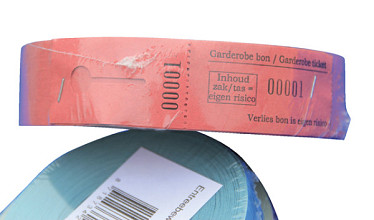 Garderobe bon / Garderobe ticket
00001
Inhoud
zak/tas =
eigen risico
00001
Verlies bon is eigen risico